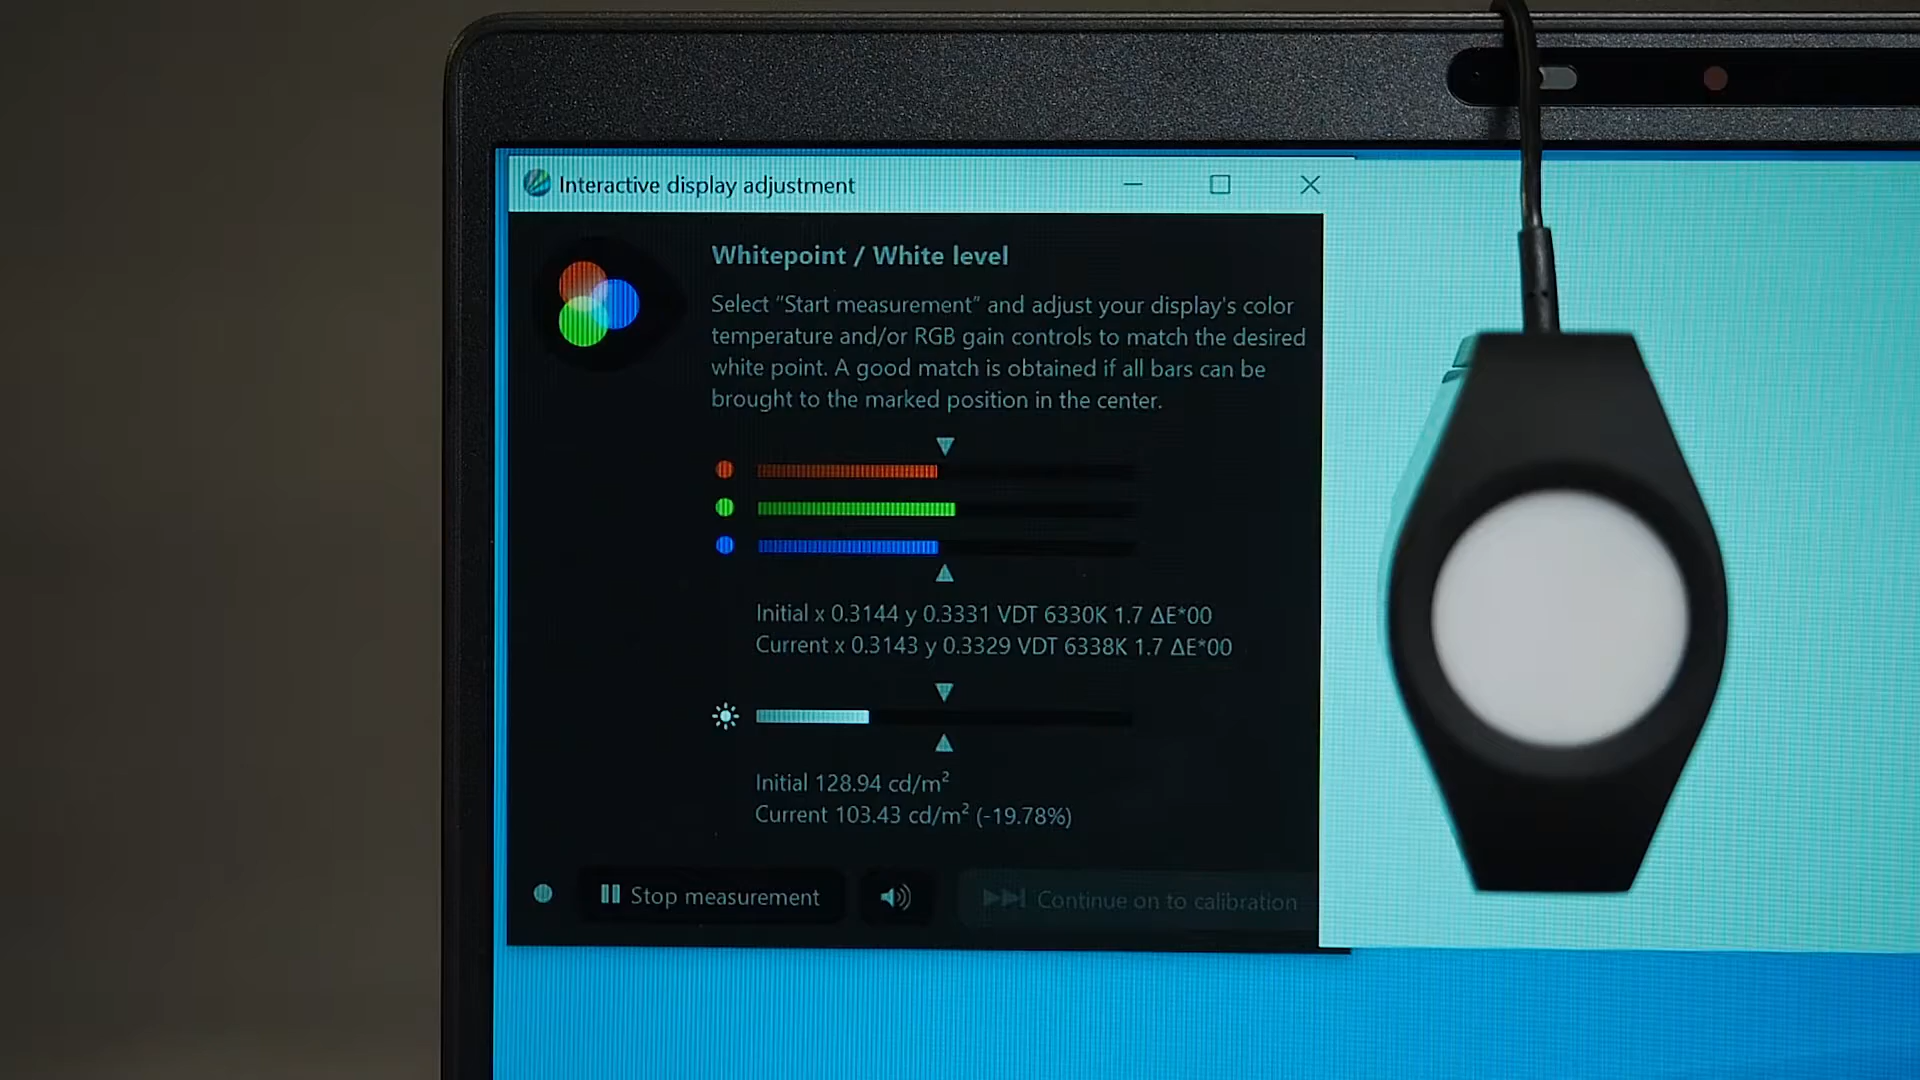 Interactive display adjustment
Whitepoint / White level
Select “Start measurement” and adjust your display's color
temperature and/or RGB gain controls to match the desired
white point. A good match is obtained if all bars can be
brought to the marked position in the center.
Initial x 0.3144 y 0.3331 VDT 6330K 1.7 ΔE*00
Current x 0.3143 y 0.3329 VDT 6338K 1.7 ΔE*00
Initial 128.94 cd/m²
Current 103.43 cd/m² (-19.78%)
Stop measurement
Continue on to calibration